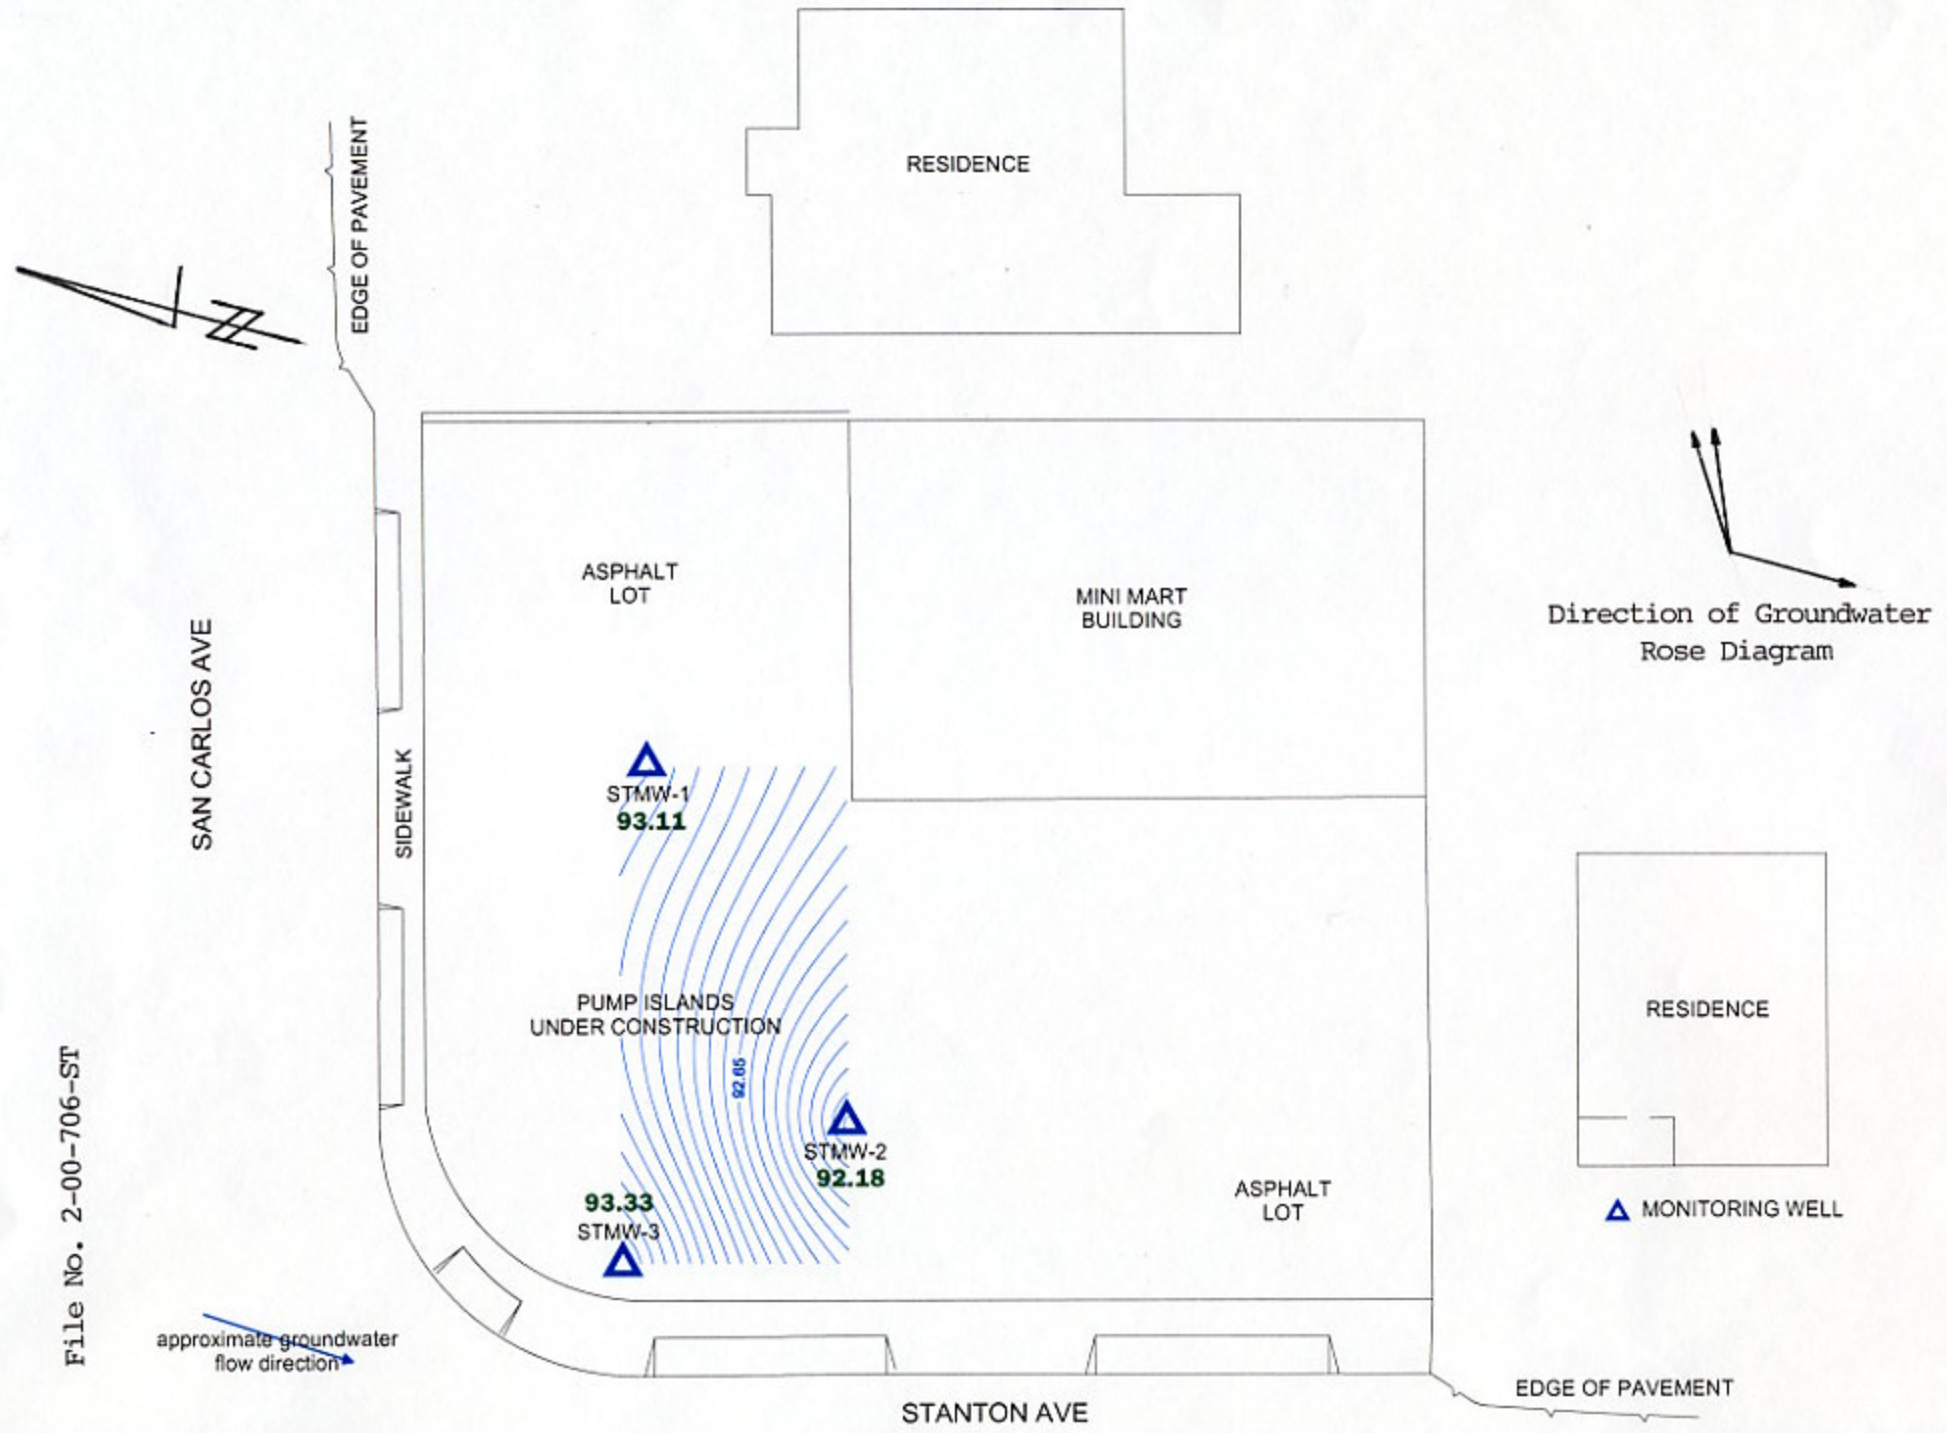 RESIDENCE
EDGE OF PAVEMENT
N
ASPHALT
LOT
MINI MART
BUILDING
Direction of Groundwater
Rose Diagram
SAN CARLOS AVE
SIDEWALK
STMW-1
93.11
PUMP ISLANDS
UNDER CONSTRUCTION
92.65
RESIDENCE
STMW-2
92.18
93.33
STMW-3
ASPHALT
LOT
MONITORING WELL
File No. 2-00-706-ST
approximate groundwater
flow direction
STANTON AVE
EDGE OF PAVEMENT